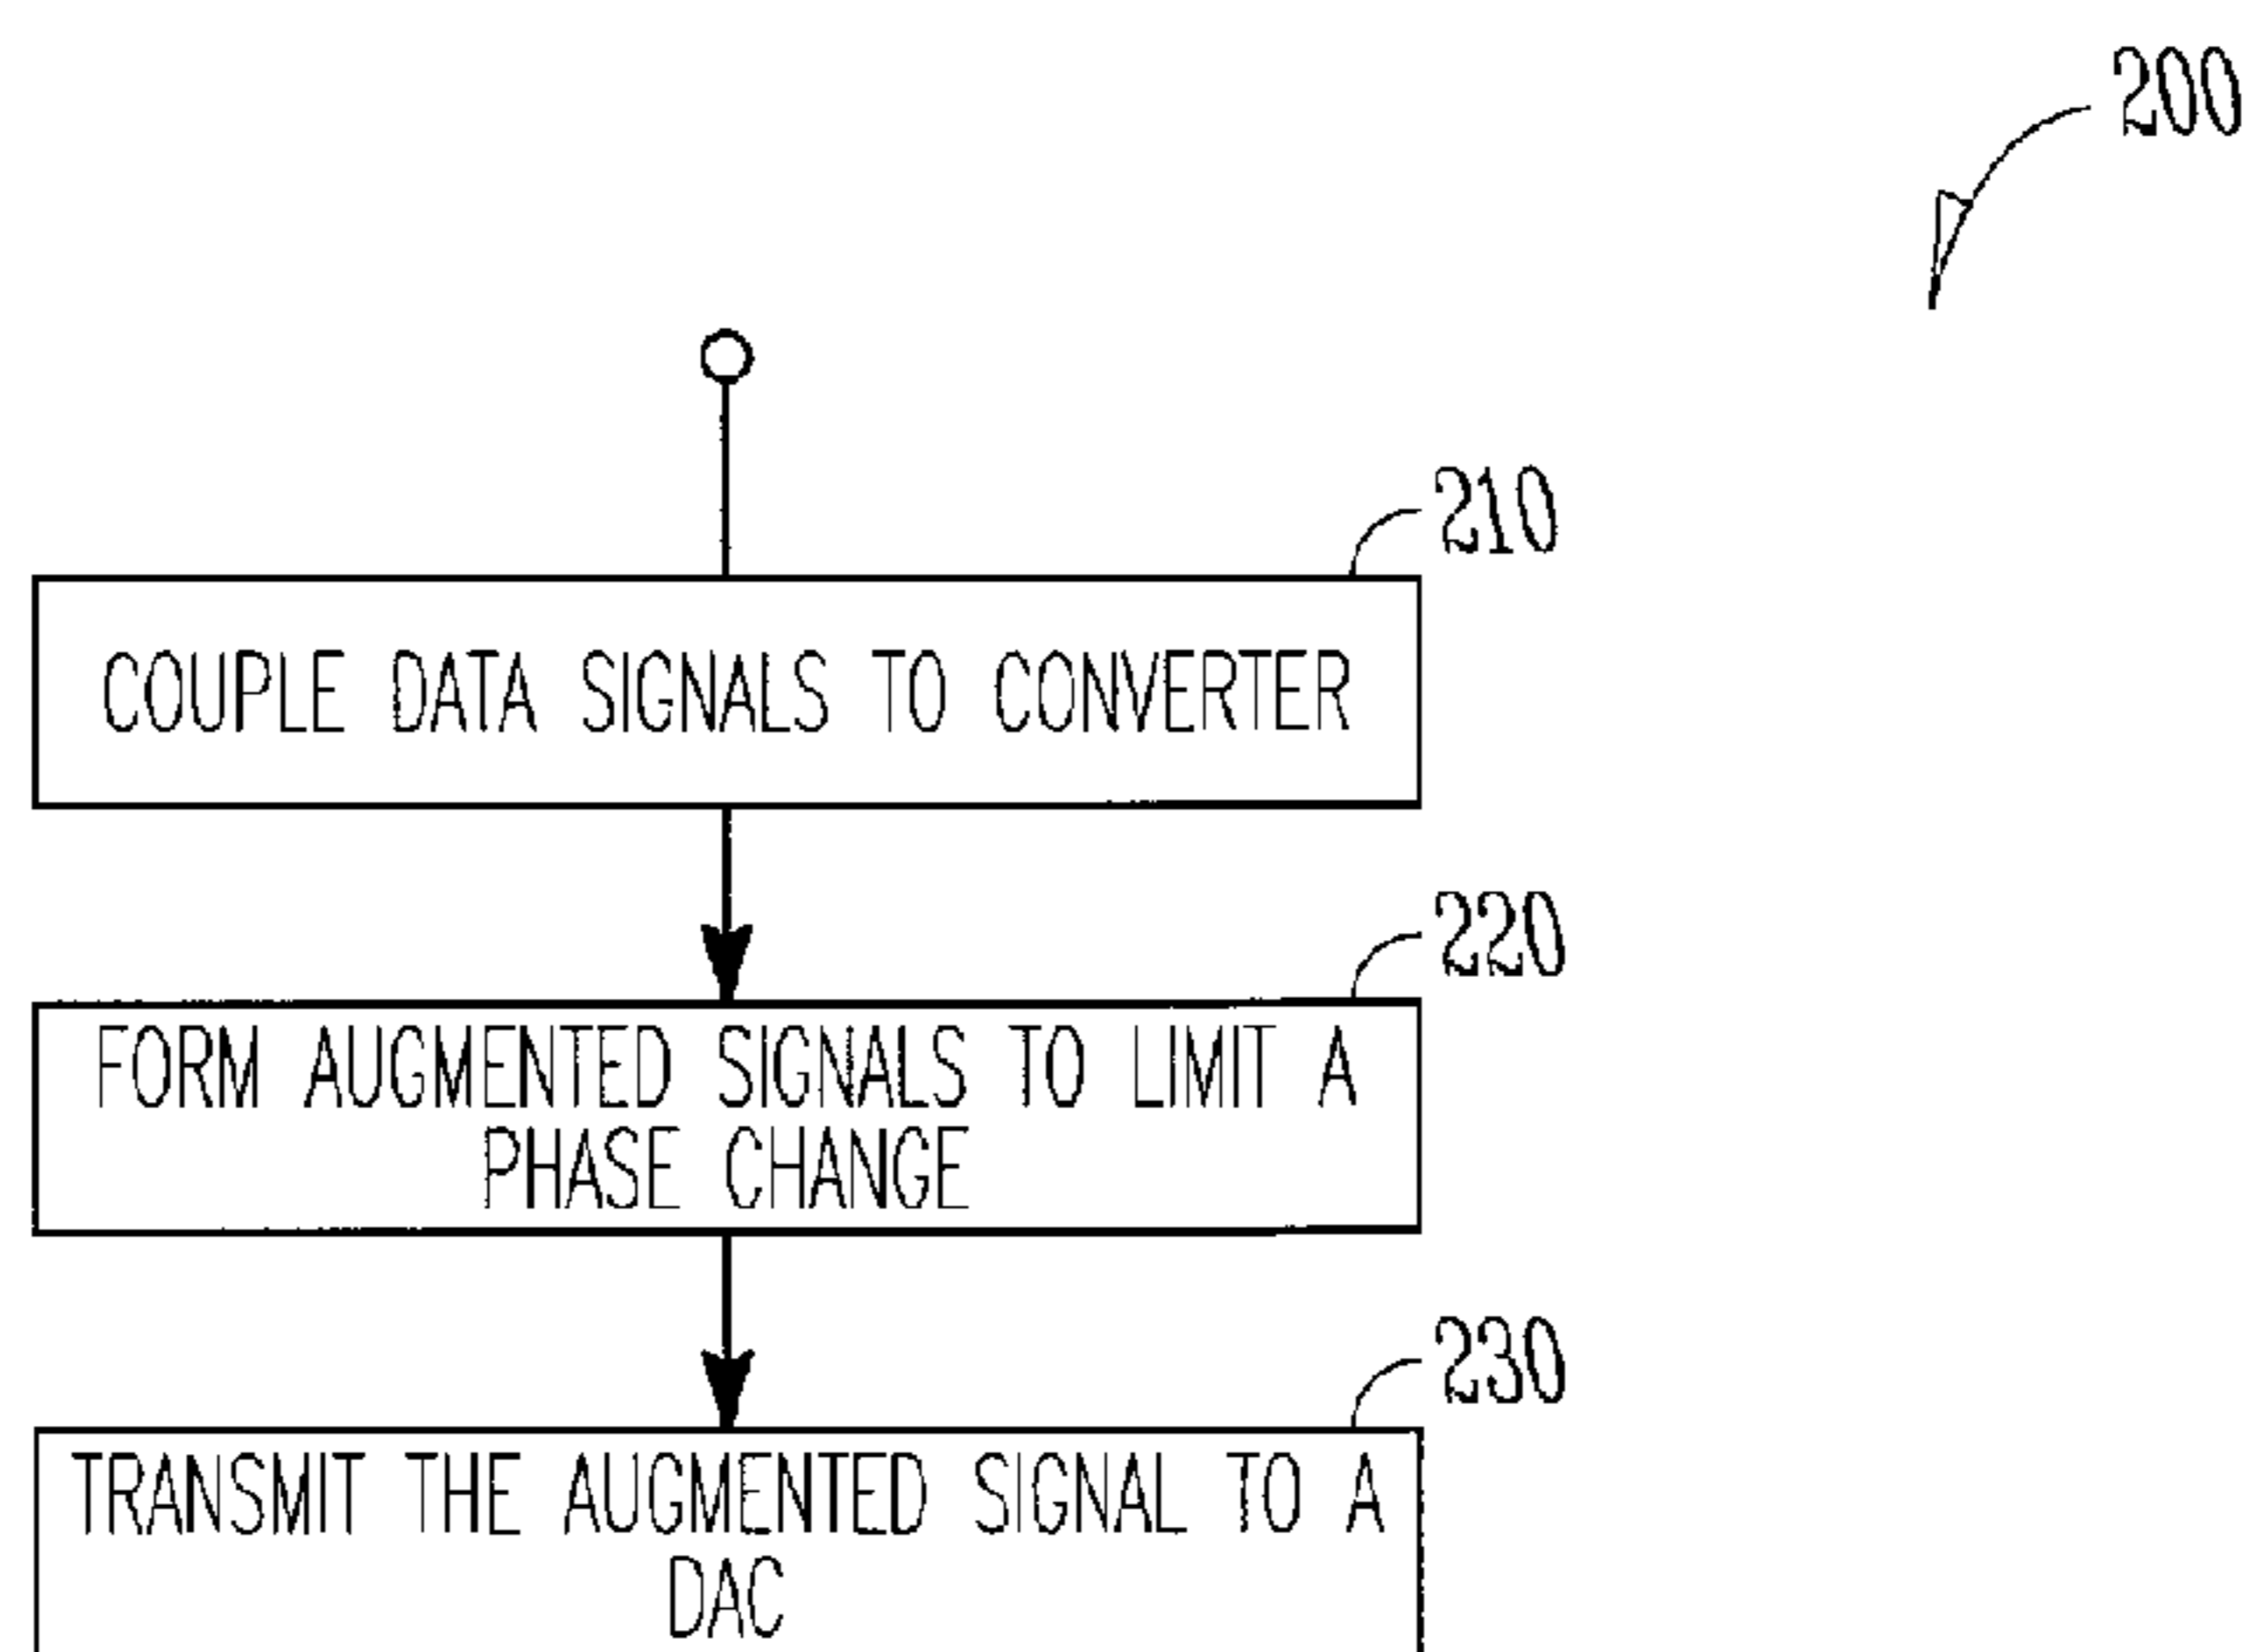 200
210
COUPLE DATA SIGNALS TO CONVERTER
220
FORM AUGMENTED SIGNALS TO LIMIT A
PHASE CHANGE
230
TRANSMIT THE AUGMENTED SIGNAL TO A
DAC